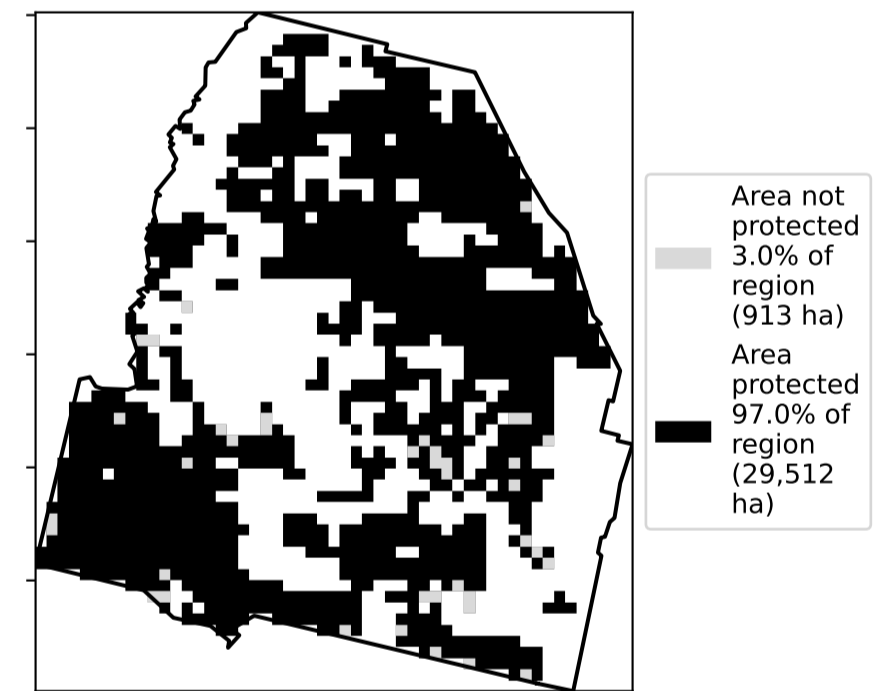 Area not
protected
3.0% of
region
(913 ha)
Area
protected
97.0% of
region
(29,512
ha)